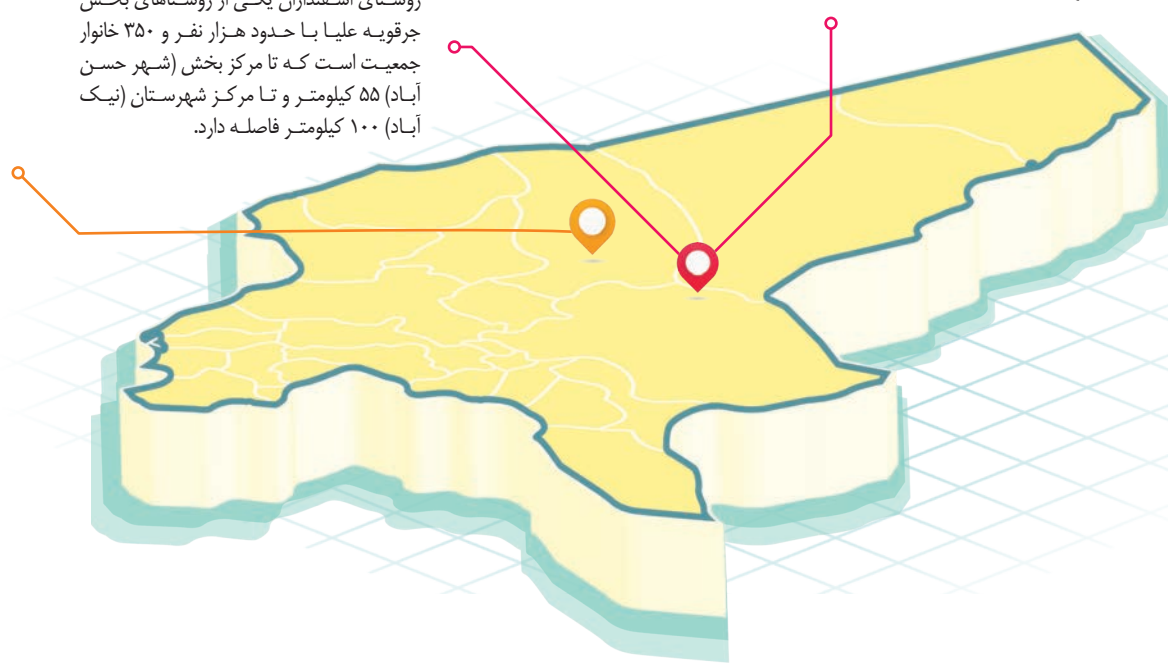 روستای اسفنداران یکی از روستاهای بخش
جرقویه علیا با حدود هزار نفر و ۳۵۰ خانوار
جمعیت است که تا مرکز بخش (شهر حسن
آباد) ۵۵ کیلومتر و تا مرکز شهرستان (نیک
آباد) ۱۰۰ کیلومتر فاصله دارد.